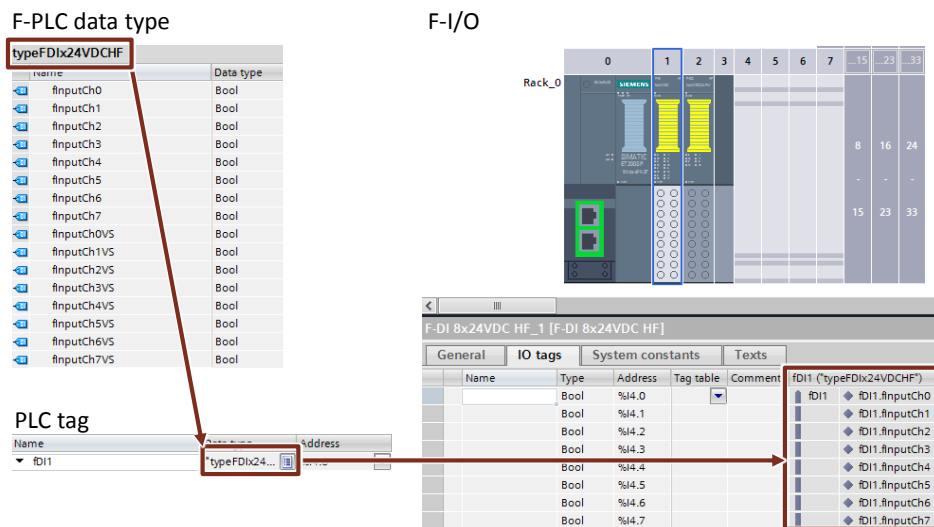 F-PLC data type
F-I/O
typeFDIx24VDCHF
Name Data type
fInputCh0 Bool
fInputCh1 Bool
fInputCh2 Bool
fInputCh3 Bool
fInputCh4 Bool
fInputCh5 Bool
fInputCh6 Bool
fInputCh7 Bool
fInputCh0VS Bool
fInputCh1VS Bool
fInputCh2VS Bool
fInputCh3VS Bool
fInputCh4VS Bool
fInputCh5VS Bool
fInputCh6VS Bool
fInputCh7VS Bool
0 1 2 3 4 5 6 7 ...15 ...23 ...33
Rack_0
SIEMENS
SIMATIC
ET 200SP
8 16 24
- - -
15 23 33
F-DI 8x24VDC HF_1 [F-DI 8x24VDC HF]
General IO tags System constants Texts
Name Type Address Tag table Comment fDI1 ("typeFDIx24VDCHF")
Bool %I4.0 fDI1 fDI1.fInputCh0
Bool %I4.1 fDI1.fInputCh1
Bool %I4.2 fDI1.fInputCh2
Bool %I4.3 fDI1.fInputCh3
Bool %I4.4 fDI1.fInputCh4
Bool %I4.5 fDI1.fInputCh5
Bool %I4.6 fDI1.fInputCh6
Bool %I4.7 fDI1.fInputCh7
PLC tag
Name Data type Address
fDI1 "typeFDIx24...